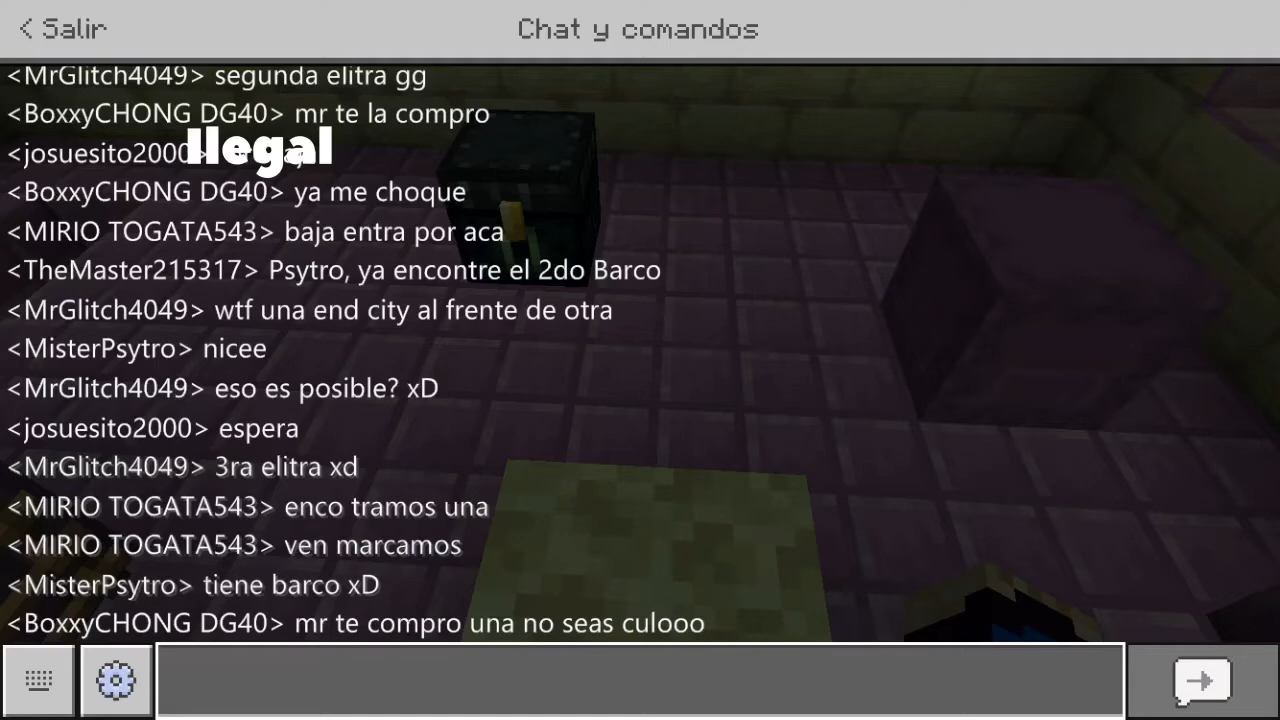 < Salir
Chat y comandos
<MrGlitch4049> segunda elitra gg
<BoxxyCHONG DG40> mr te la compro
<josuesito2000>
Ilegal
<BoxxyCHONG DG40> ya me choque
<MIRIO TOGATA543> baja entra por aca
<TheMaster215317> Psytro, ya encontre el 2do Barco
<MrGlitch4049> wtf una end city al frente de otra
<MisterPsytro> nicee
<MrGlitch4049> eso es posible? xD
<josuesito2000> espera
<MrGlitch4049> 3ra elitra xd
<MIRIO TOGATA543> enco tramos una
<MIRIO TOGATA543> ven marcamos
<MisterPsytro> tiene barco xD
<BoxxyCHONG DG40> mr te compro una no seas culooo